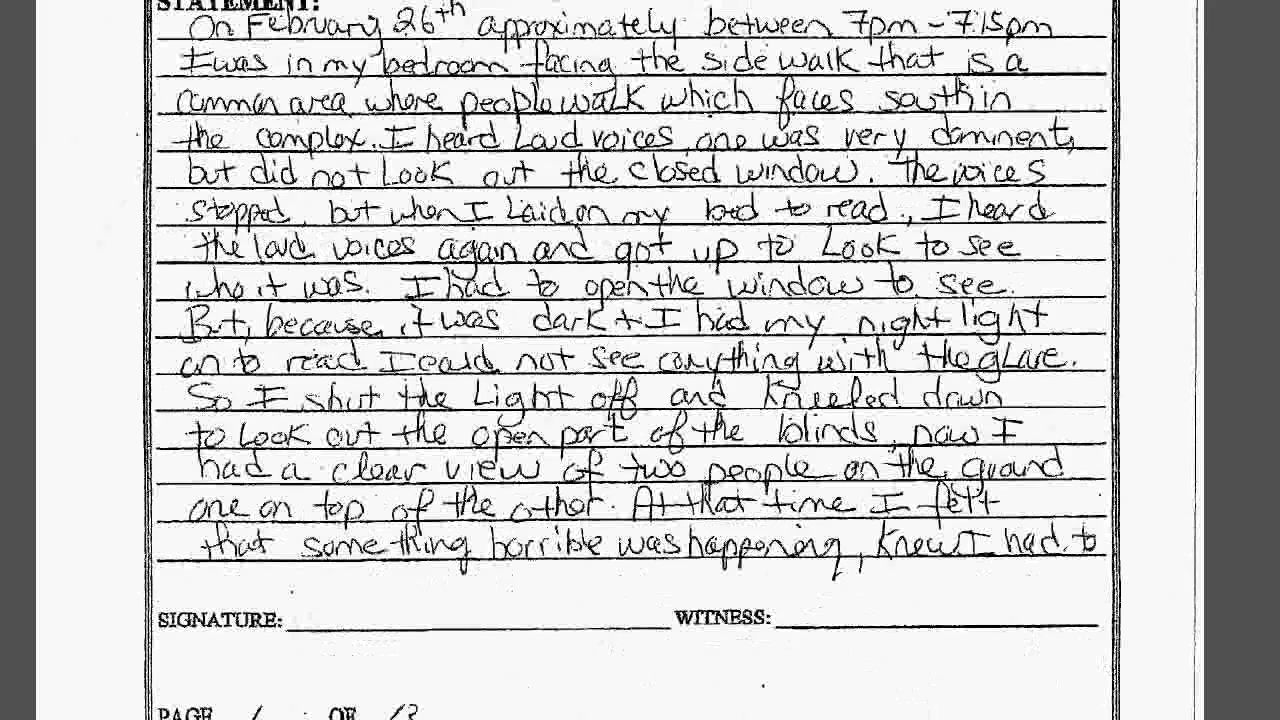 STATEMENT:
On February 26th aproximately between 7pm - 7:15pm
I was in my bedroom facing the side walk that is a
common area where people walk which faces south in
the complex. I heard Loud voices, one was very dominent,
but did not Look out the closed window. The voices
stopped, but when I Laid on my bed to read, I heard
the loud voices again and got up to Look to see
who it was. I had to open the window to see.
But, because it was dark + I had my night light
on to read I could not see anything with the glare.
So I shut the Light off and kneeled down
to Look out the open part of the blinds, now I
had a clear view of two people on the ground
one on top of the other. At that time I felt
that something horrible was happening, knew I had to
SIGNATURE: WITNESS:
PAGE 1 OF 3